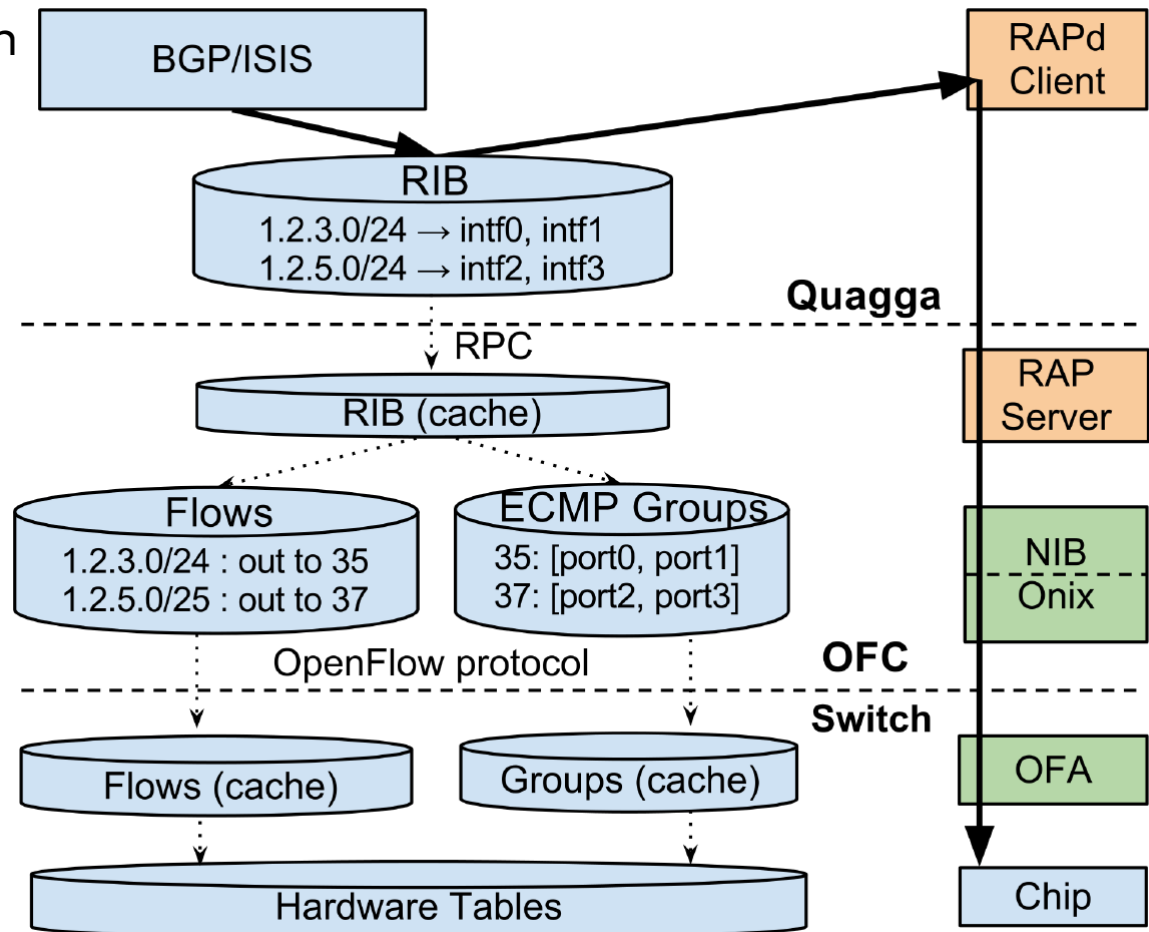 n
BGP/ISIS
RAPd
Client
RIB
1.2.3.0/24 → intf0, intf1
1.2.5.0/24 → intf2, intf3
Quagga
RPC
RAP
Server
RIB (cache)
Flows
1.2.3.0/24 : out to 35
1.2.5.0/25 : out to 37
ECMP Groups
35: [port0, port1]
37: [port2, port3]
NIB
Onix
OpenFlow protocol
OFC
Switch
Flows (cache)
Groups (cache)
OFA
Hardware Tables
Chip